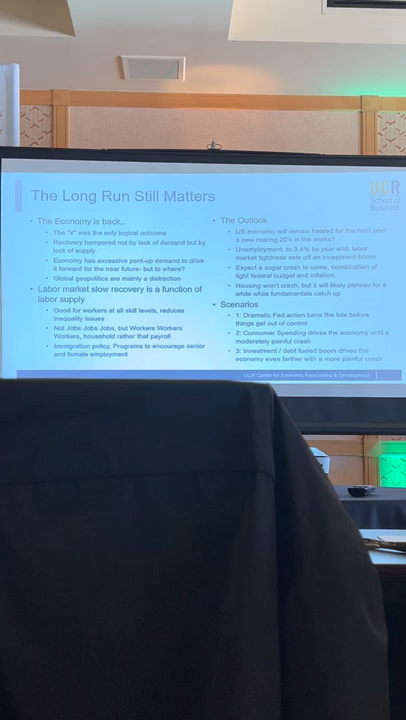 The Long Run Still Matters
UCR
School of
Business
• The Economy is back…
• The "V" was the only logical outcome
• Recovery hampered not by lack of demand but by
lack of supply
• Economy has excessive pent-up demand to drive
it forward for the near future- but to where?
• Global geopolitics are mainly a distraction
• Labor market slow recovery is a function of
labor supply
• Good for workers at all skill levels, reduces
inequality issues
• Not Jobs Jobs Jobs, but Workers Workers
Workers, household rather that payroll
• Immigration policy, Programs to encourage senior
and female employment
• The Outlook
• US economy will remain heated for the next year
a new roaring 20's in the works?
• Unemployment to 3.4% by year end, labor
market tightness sets off an investment boom
• Expect a sugar crash to come, combination of
tight federal budget and inflation.
• Housing won't crash, but it will likely plateau for a
while while fundamentals catch up
• Scenarios
• 1: Dramatic Fed action turns the tide before
things get out of control
• 2: Consumer Spending drives the economy until a
moderately painful crash
• 3: Investment / debt fueled boom drives the
economy even farther with a more painful crash
UCR Center for Economic Forecasting & Development